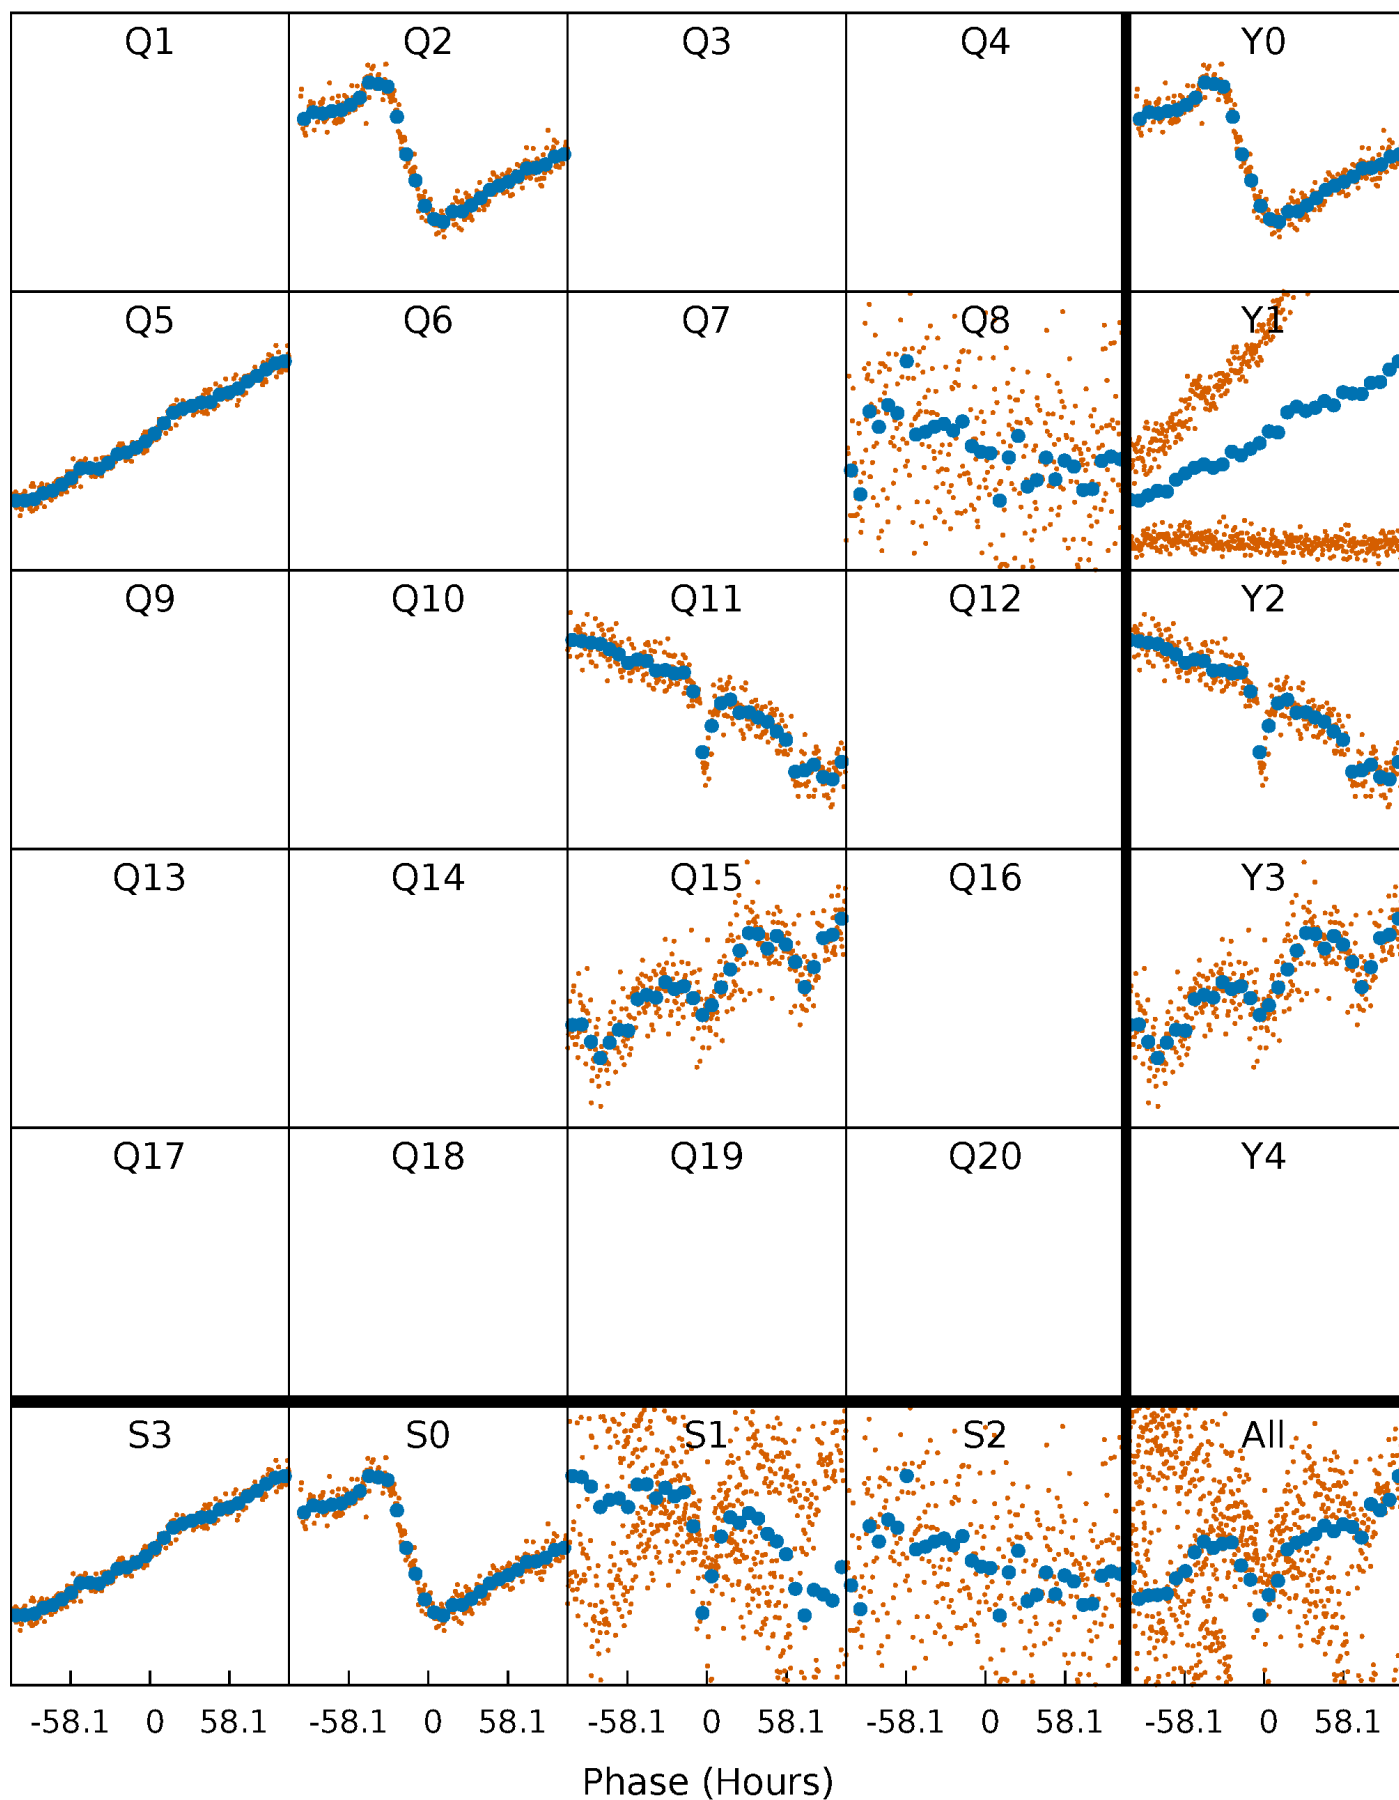 Q1 Q2 Q3 Q4 Y0
Q5 Q6 Q7 Q8 Y1
Q9 Q10 Q11 Q12 Y2
Q13 Q14 Q15 Q16 Y3
Q17 Q18 Q19 Q20 Y4
S3 S0 S1 S2 All
-58.1 0 58.1 -58.1 0 58.1 -58.1 0 58.1 -58.1 0 58.1 -58.1 0 58.1
Phase (Hours)